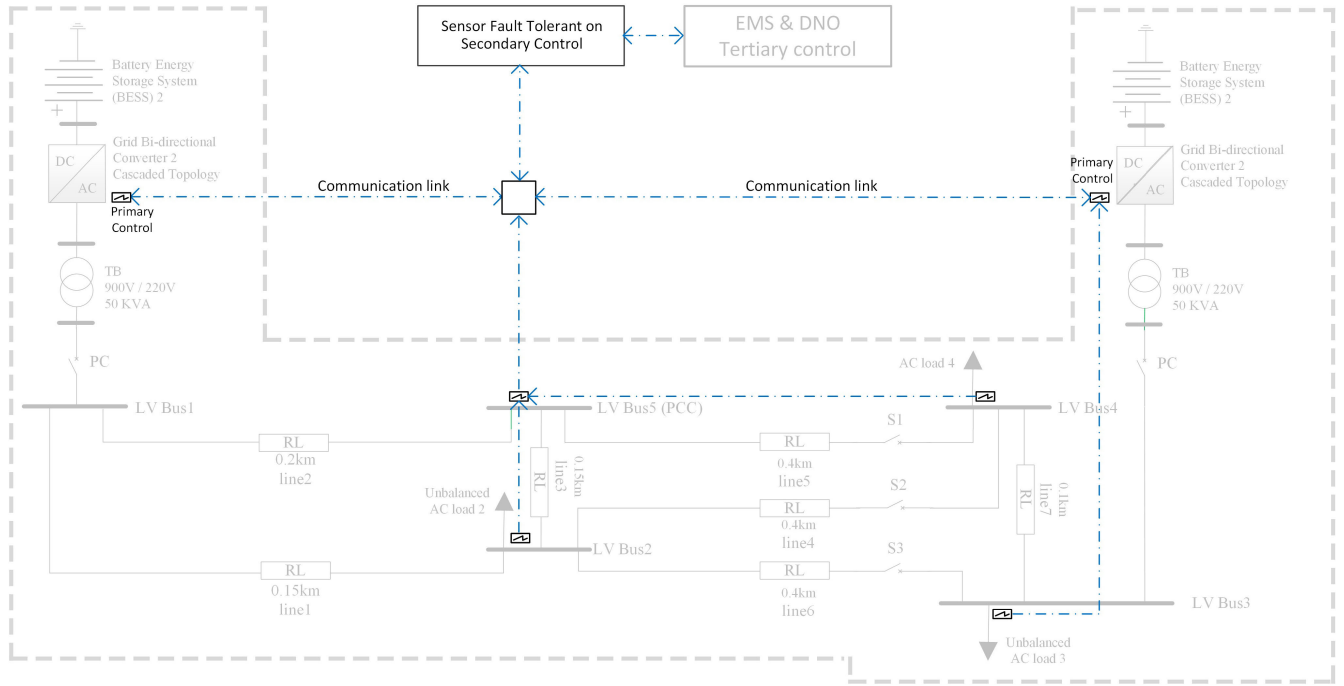 Sensor Fault Tolerant on
Secondary Control
EMS & DNO
Tertiary control
Battery Energy
Storage System
(BESS) 2
+
Grid Bi-directional
Converter 2
Cascaded Topology
DC
AC
Primary
Control
Communication link
Communication link
Battery Energy
Storage System
(BESS) 2
+
Grid Bi-directional
Converter 2
Cascaded Topology
DC
AC
Primary
Control
TB
900V / 220V
50 KVA
TB
900V / 220V
50 KVA
PC
PC
AC load 4
LV Bus1
LV Bus5 (PCC)
LV Bus4
RL
0.2km
line2
RL
0.15km
line3
RL
0.4km
line5
S1
Unbalanced
AC load 2
RL
0.4km
line4
S2
RL
0.1km
line7
LV Bus2
RL
0.15km
line1
RL
0.4km
line6
S3
LV Bus3
Unbalanced
AC load 3